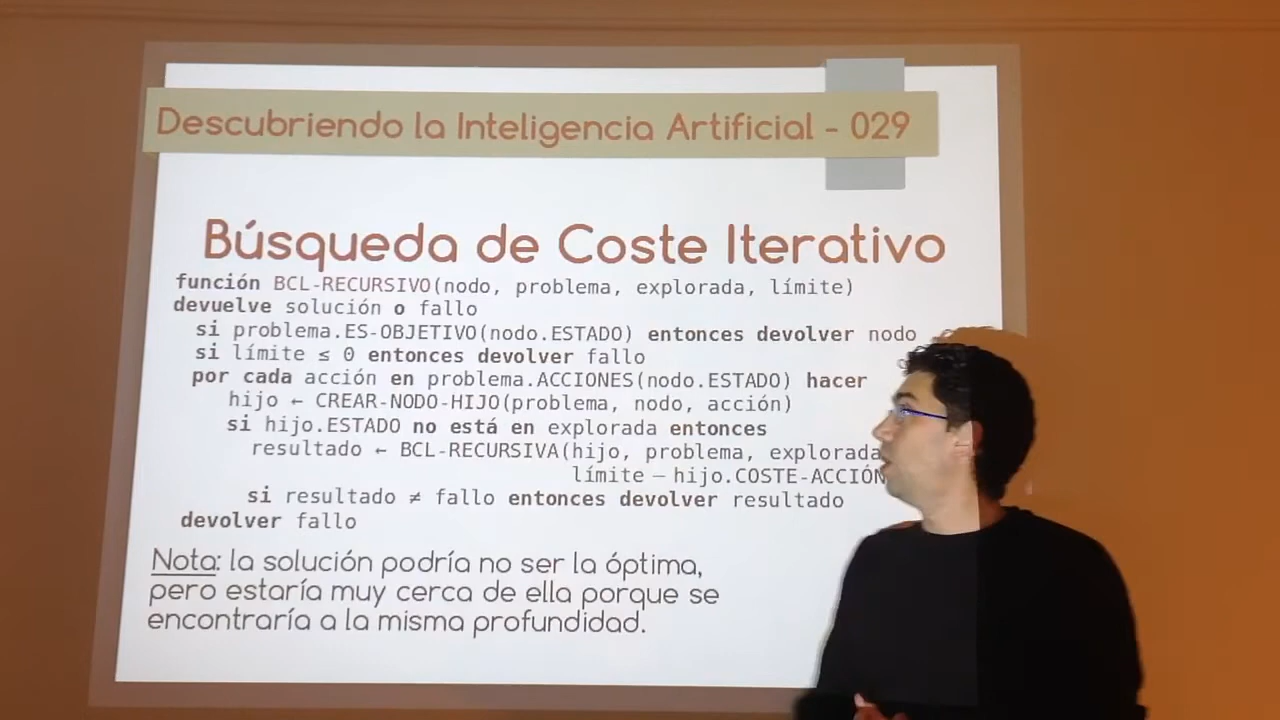 Descubriendo la Inteligencia Artificial - 029
Búsqueda de Coste Iterativo
función BCL-RECURSIVO(nodo, problema, explorada, límite)
devuelve solución o fallo
si problema.ES-OBJETIVO(nodo.ESTADO) entonces devolver nodo
si límite ≤ 0 entonces devolver fallo
por cada acción en problema.ACCIONES(nodo.ESTADO) hacer
hijo ← CREAR-NODO-HIJO(problema, nodo, acción)
si hijo.ESTADO no está en explorada entonces
resultado ← BCL-RECURSIVA(hijo, problema, explorada
límite – hijo.COSTE-ACCIÓN
si resultado ≠ fallo entonces devolver resultado
devolver fallo
Nota: la solución podría no ser la óptima,
pero estaría muy cerca de ella porque se
encontraría a la misma profundidad.